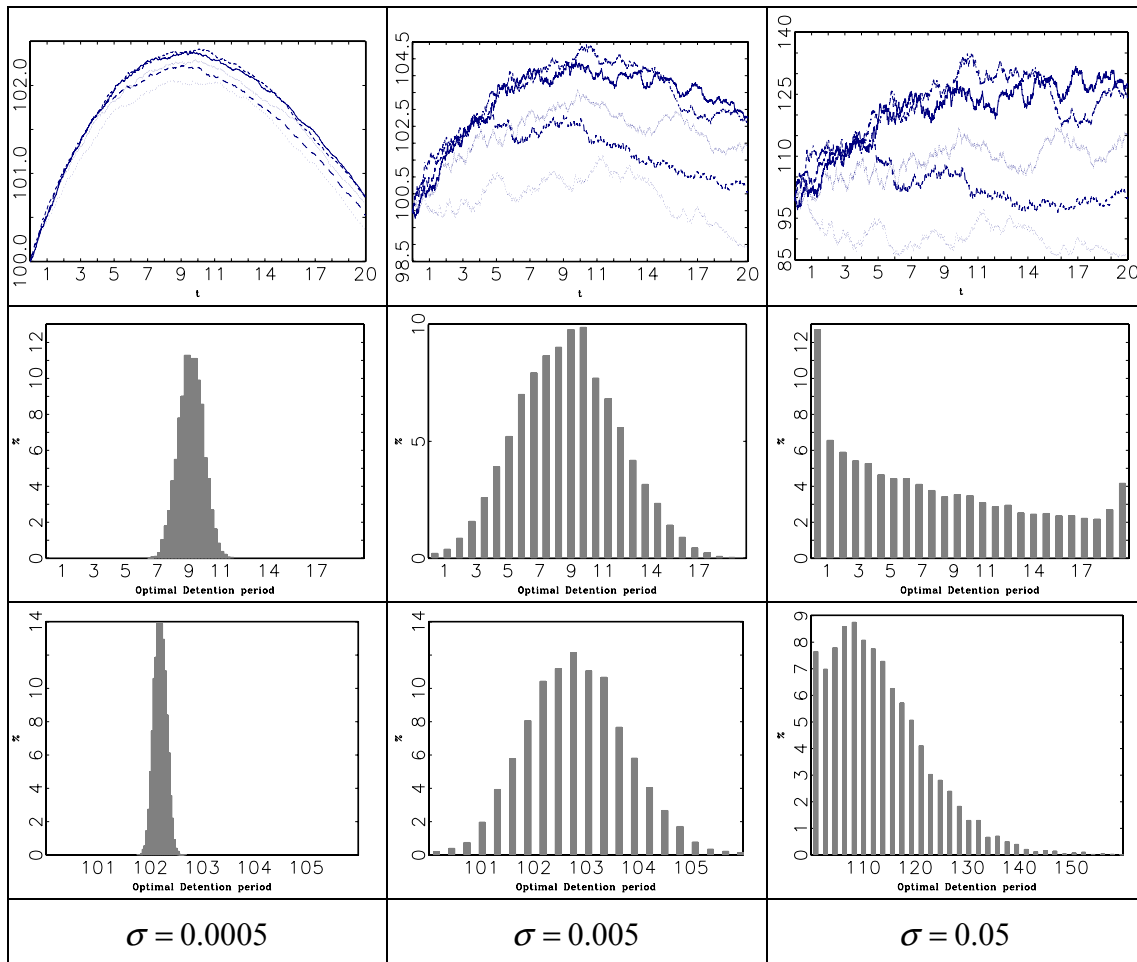 102.0
101.0
100.0
1 3 5 7 9 11 14 17 20
t
104.5
102.5
100.5
98.5
1 3 5 7 9 11 14 17 20
t
140
125
110
95
85
1 3 5 7 9 11 14 17 20
t
12
10
8
6
4
2
0
%
1 3 5 7 9 11 14 17
Optimal Detention period
10
5
0
%
1 3 5 7 9 11 14 17
Optimal Detention period
12
10
8
6
4
2
0
%
1 3 5 7 9 11 14 17
Optimal Detention period
14
12
10
8
6
4
2
0
%
101 102 103 104 105
Optimal Detention period
14
12
10
8
6
4
2
0
%
101 102 103 105
Optimal Detention period
9
8
7
6
5
4
3
2
1
0
%
110 120 130 140 150
Optimal Detention period
σ = 0.0005
σ = 0.005
σ = 0.05